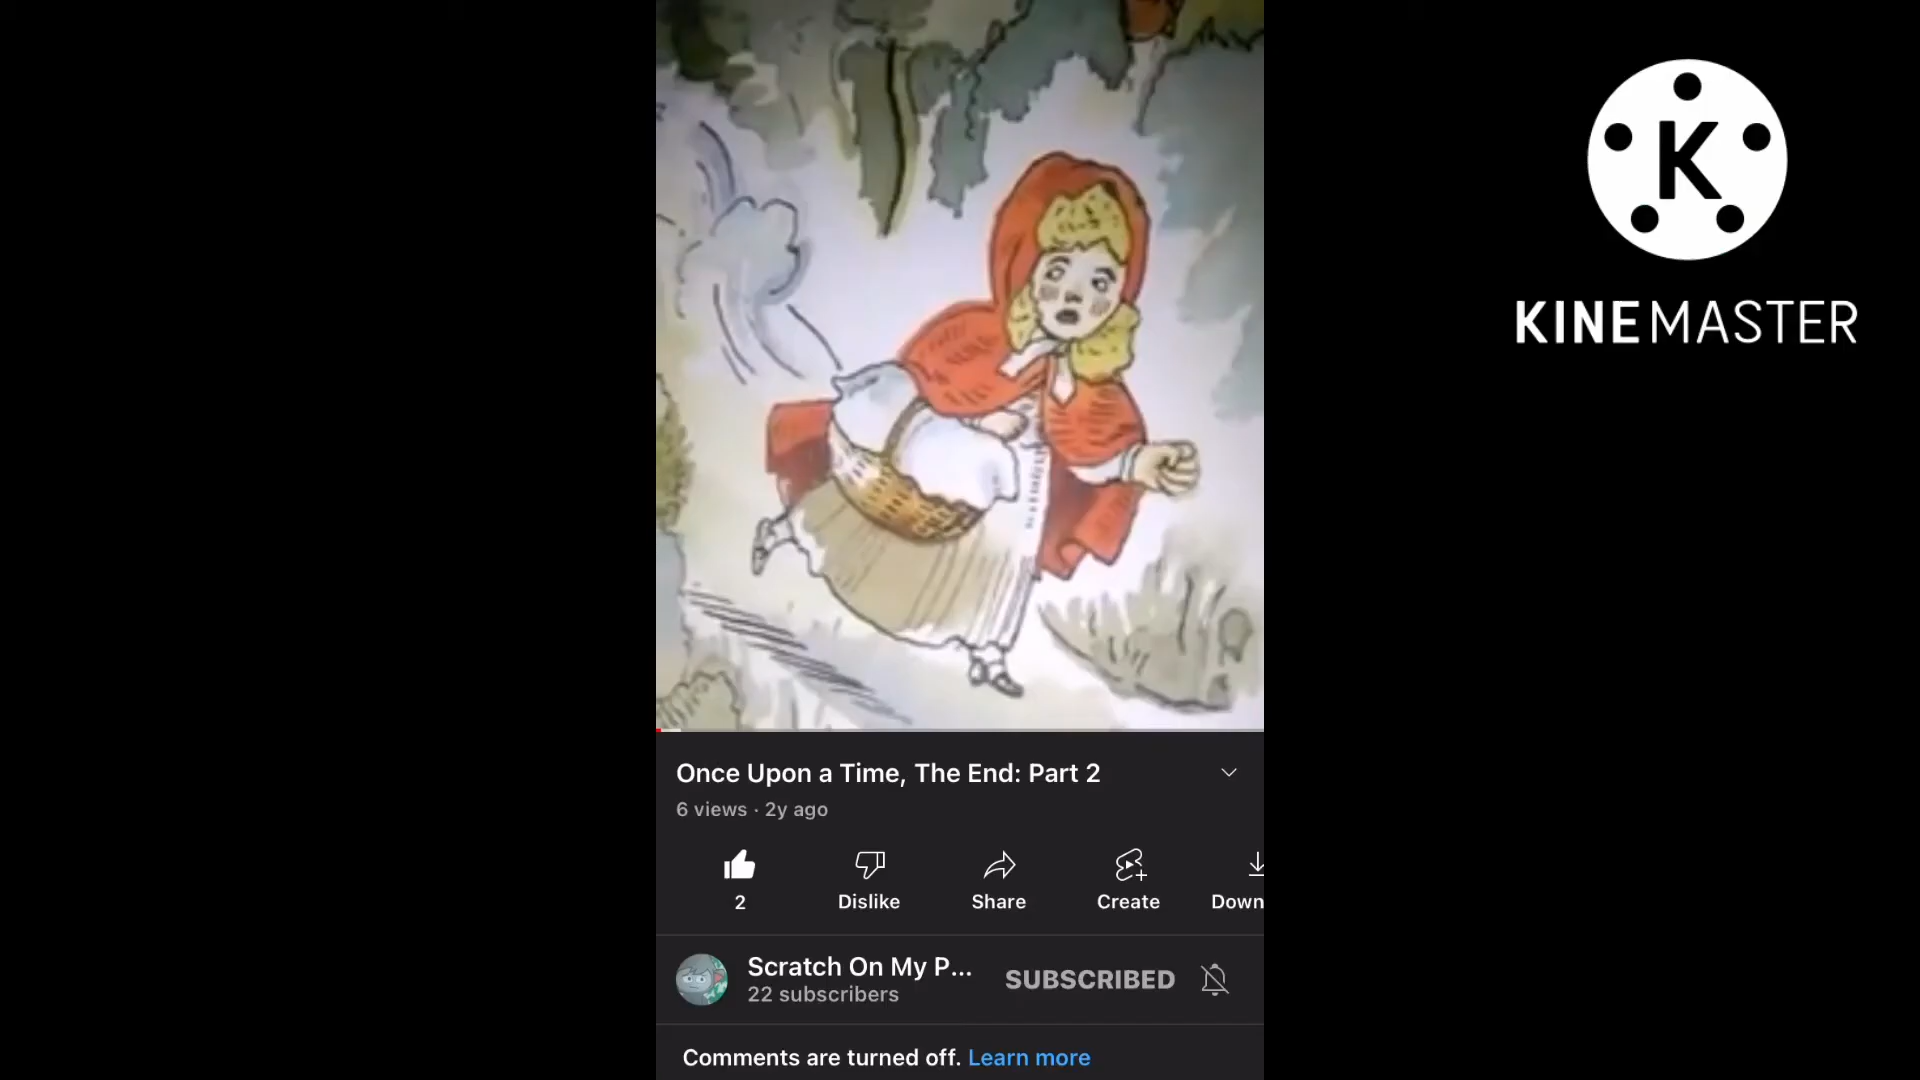 K
KINEMASTER
Once Upon a Time, The End: Part 2
6 views · 2y ago
2
Dislike
Share
Create
Down
Scratch On My P...
22 subscribers
SUBSCRIBED
Comments are turned off. Learn more